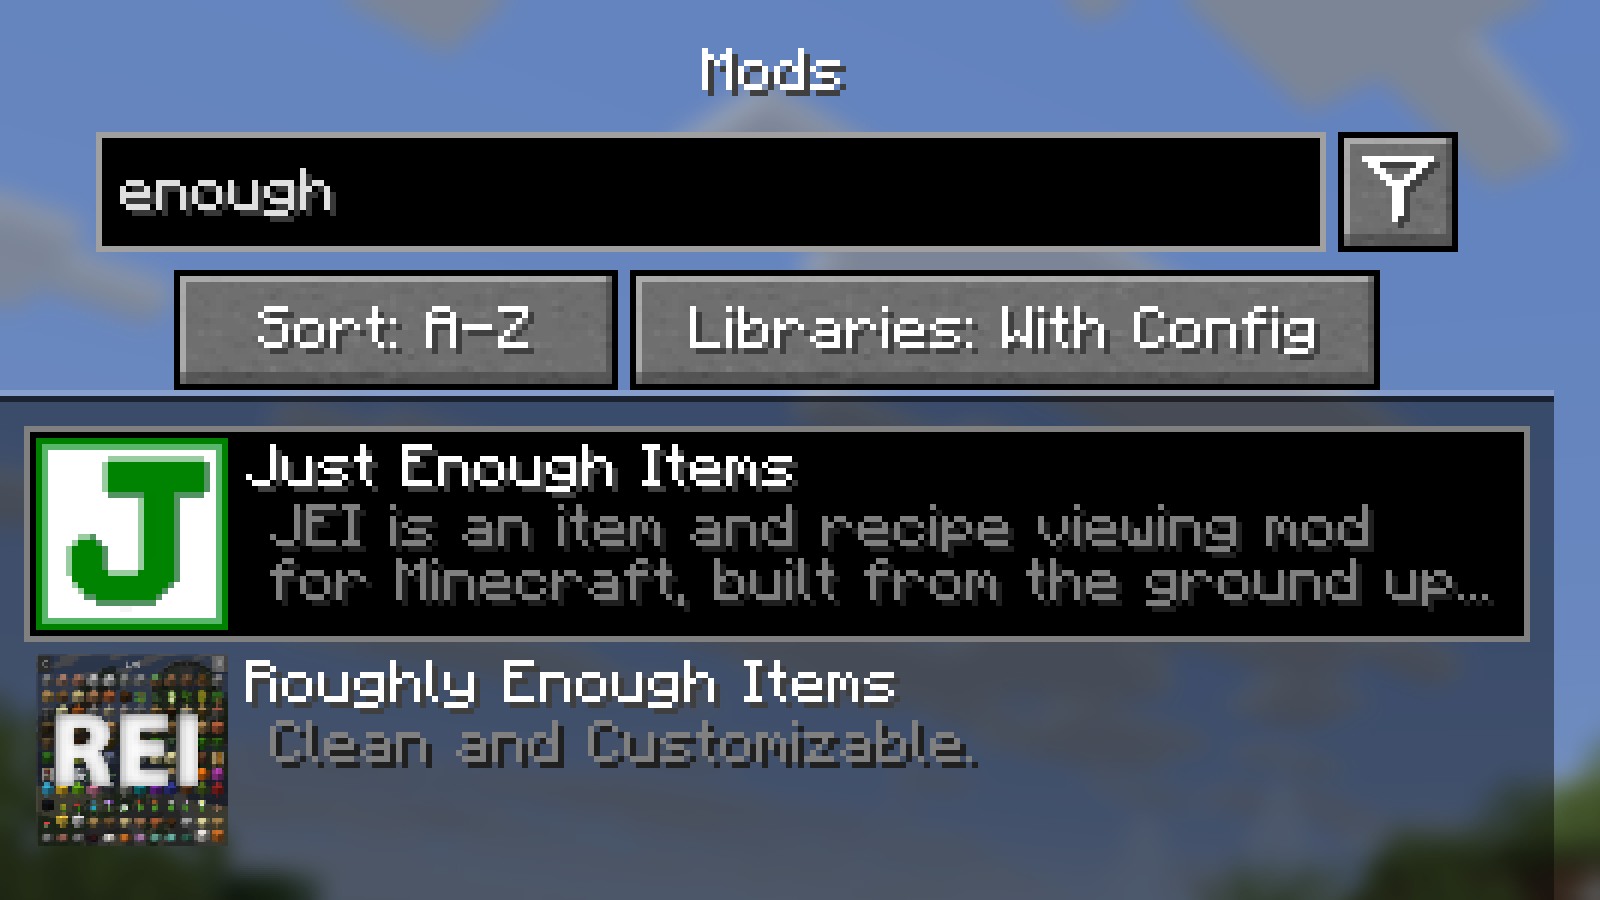 Mods
enough
Sort: A-Z
Libraries: With Config
J
Just Enough Items
JEI is an item and recipe viewing mod
for Minecraft, built from the ground up...
REI
Roughly Enough Items
Clean and Customizable.